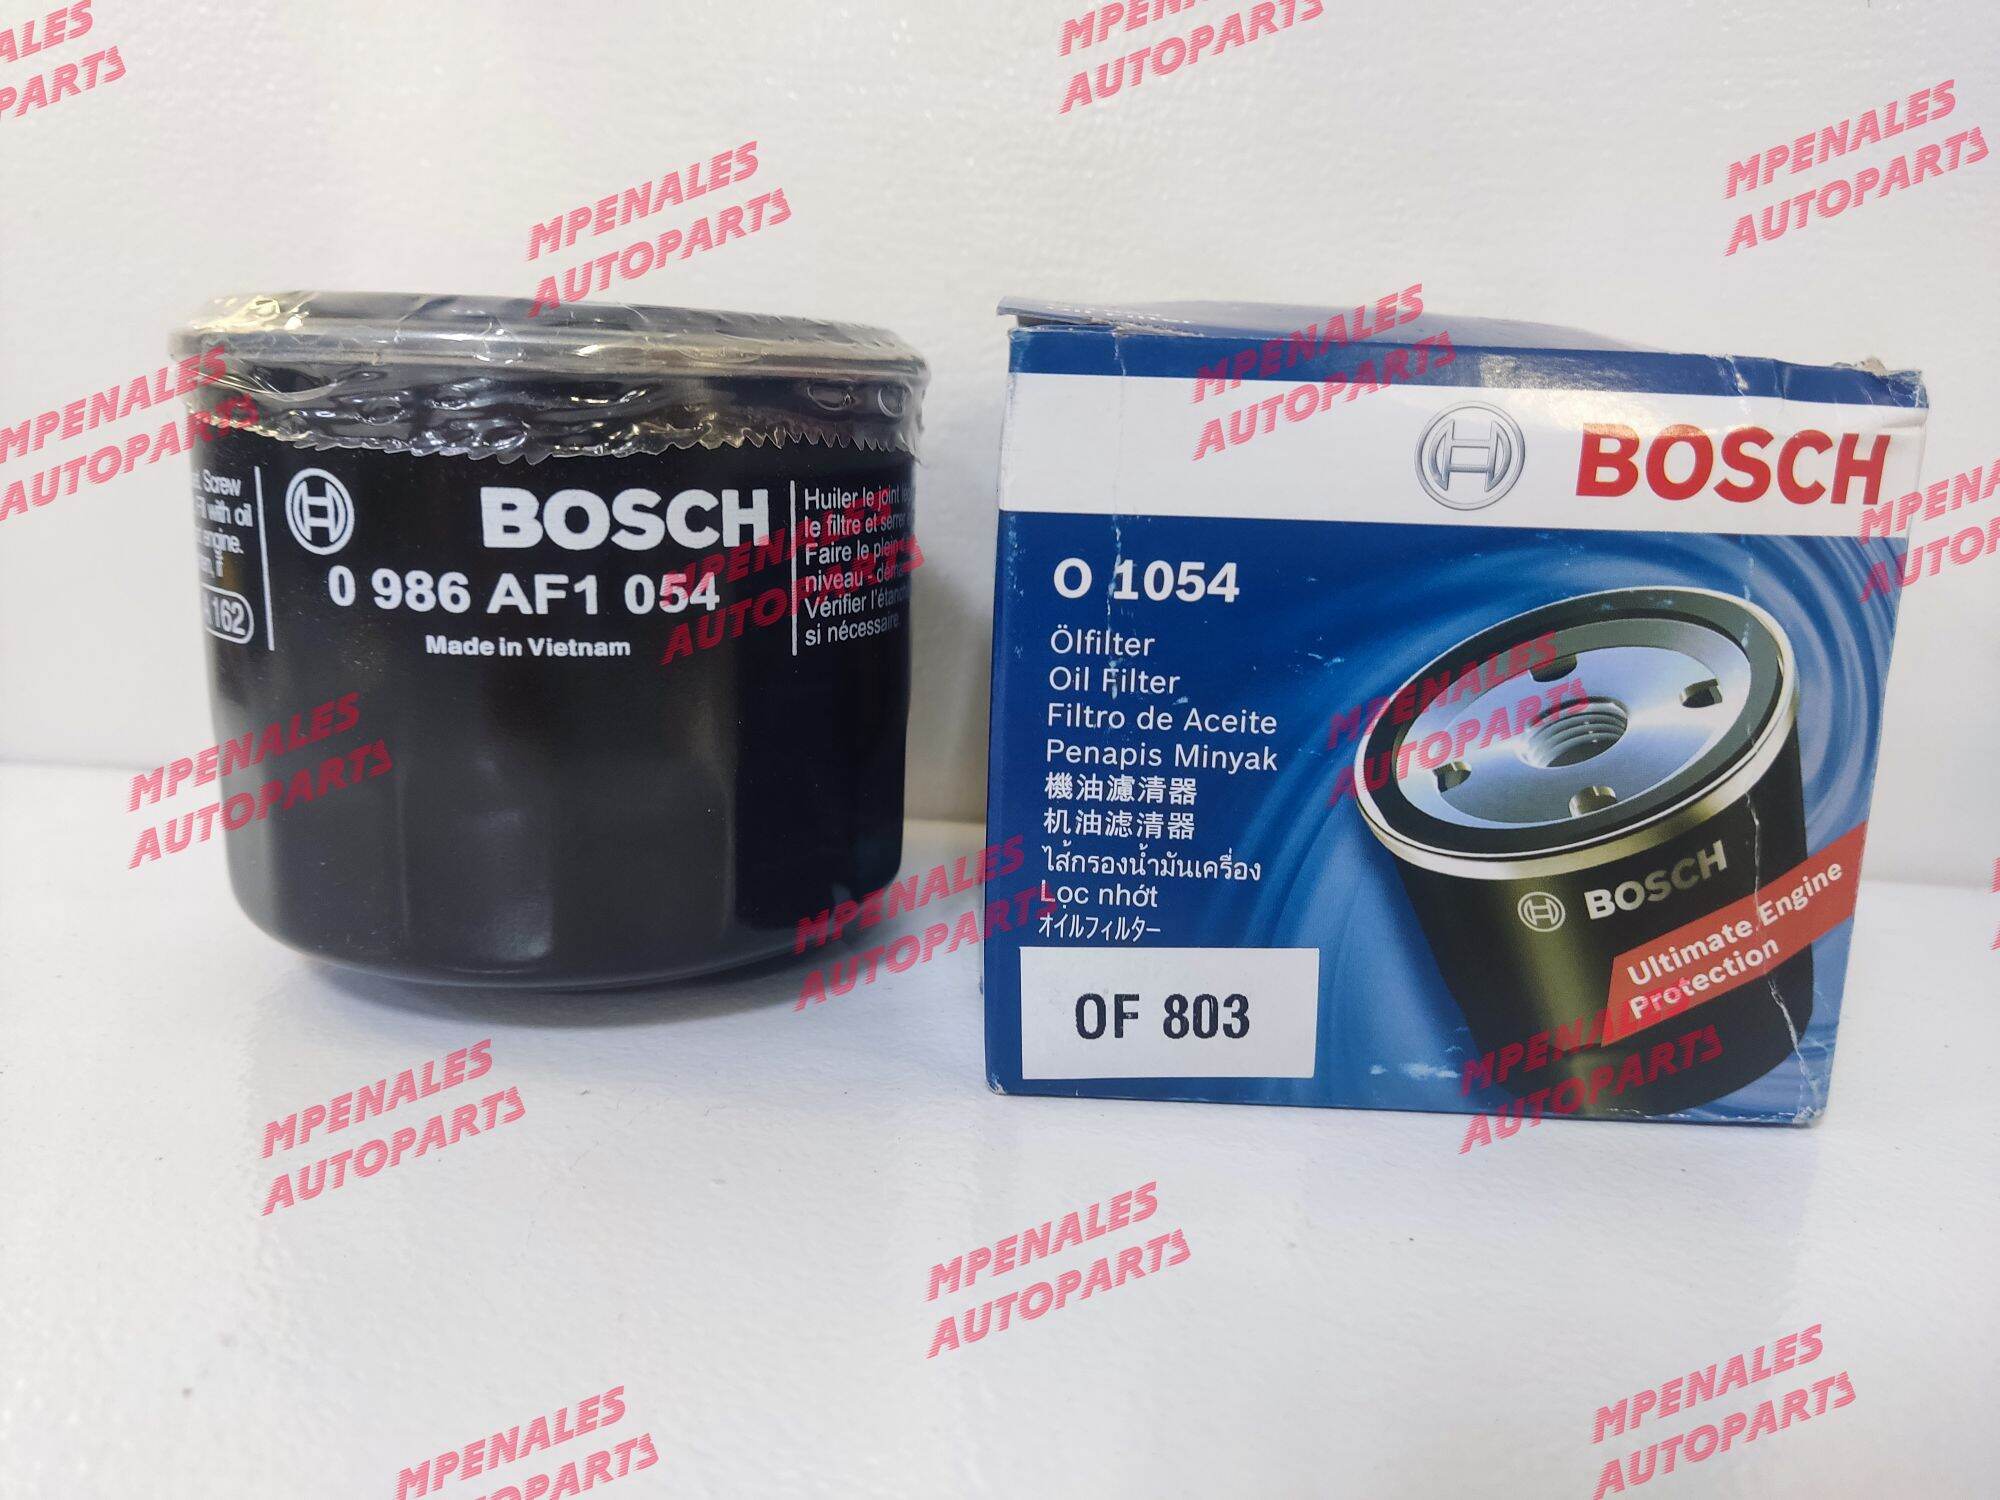 Screw
Fill with oil
engine.
if
162
BOSCH
0 986 AF1 054
Made in Vietnam
Huiler le joint
le filtre et serrer
Faire le plein
niveau - 
Vérifier
si nécessaire.
BOSCH
O 1054
Ölfilter
Oil Filter
Filtro de Aceite
Penapis Minyak
機油濾清器
机油滤清器
ไส้กรองน้ำมันเครื่อง
Lọc nhớt
オイルフィルター
OF 803
BOSCH
Ultimate Engine
Protection
MPENALES
AUTOPARTS